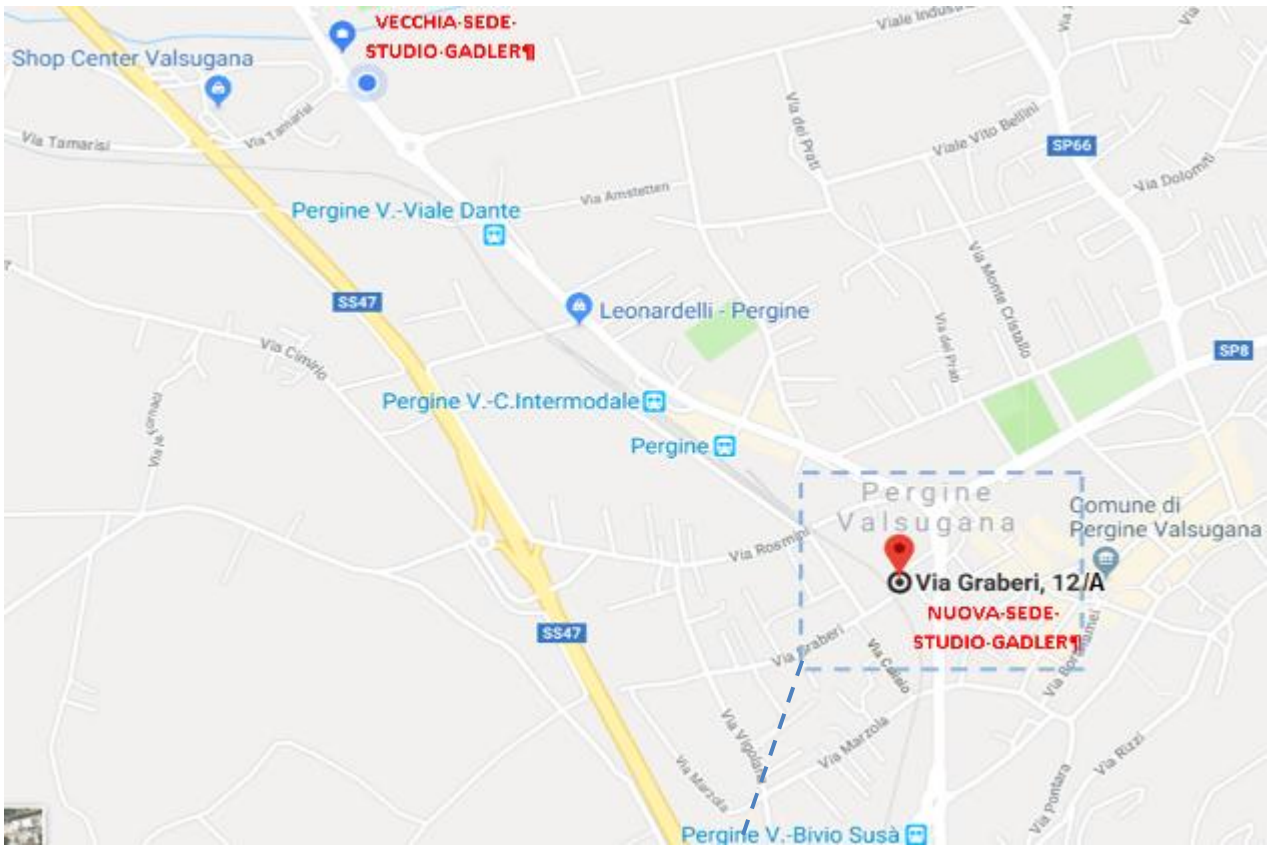 VECCHIA·SEDE·
STUDIO·GADLER¶
Viale Indust
Via
Shop Center Valsugana
Via Tamarisi
Via Tamarisi
Via dei Prati
Viale Vito Bellini
SP66
Via Dolomiti
Via Amstetten
Pergine V.-Viale Dante
SS47
Leonardelli - Pergine
Via Monte Cristallo
Via dei Prati
SP8
Via Cimirlo
Pergine V.-C.Intermodale
Via le Fornaci
Pergine
Pergine
Valsugana
Comune di
Pergine Valsugana
Via Rosmini
Via Graberi, 12/A
NUOVA·SEDE·
STUDIO·GADLER¶
SS47
Via Graberi
Via Calisio
Via Vigolana
Via Marzola
Via Marzola
Via Rizzi
Via Pontara
Pergine V.-Bivio Susà